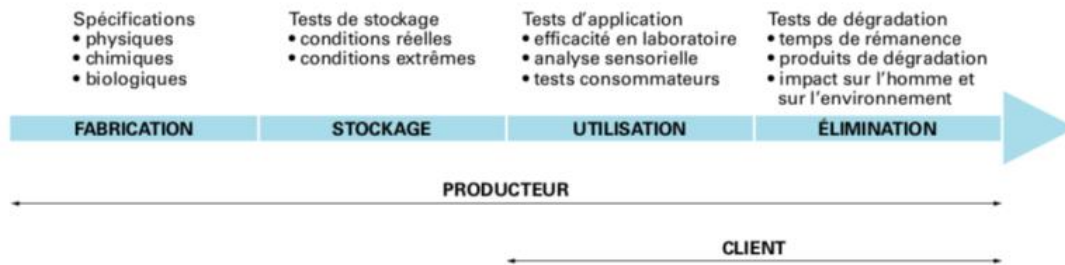 Spécifications
• physiques
• chimiques
• biologiques
Tests de stockage
• conditions réelles
• conditions extrêmes
Tests d'application
• efficacité en laboratoire
• analyse sensorielle
• tests consommateurs
Tests de dégradation
• temps de rémanence
• produits de dégradation
• impact sur l'homme et
sur l'environnement
FABRICATION
STOCKAGE
UTILISATION
ÉLIMINATION
PRODUCTEUR
CLIENT